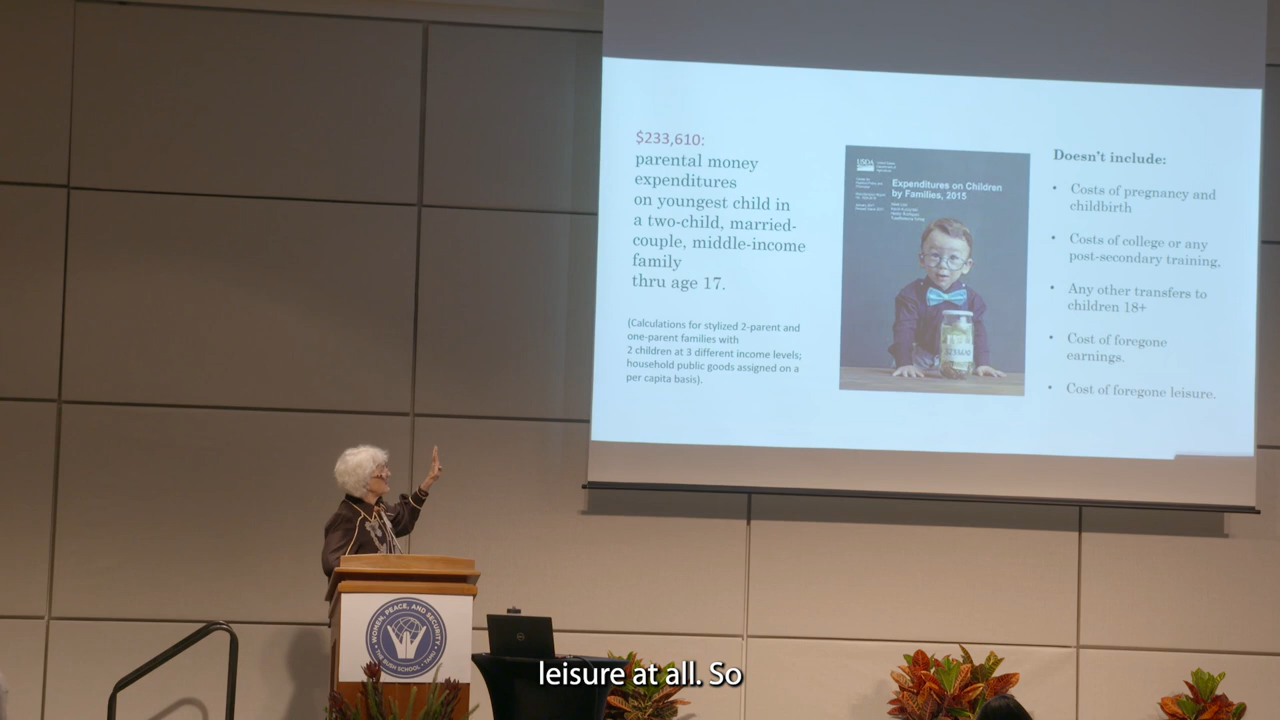 $233,610:
parental money
expenditures
on youngest child in
a two-child, married-
couple, middle-income
family
thru age 17.
(Calculations for stylized 2-parent and
one-parent families with
2 children at 3 different income levels;
household public goods assigned on a
per capita basis).
USDA
Expenditures on Children
by Families, 2015
Doesn't include:
• Costs of pregnancy and
childbirth
• Costs of college or any
post-secondary training,
• Any other transfers to
children 18+
• Cost of foregone
earnings.
• Cost of foregone leisure.
WOMEN, PEACE, AND SECURITY
THE BUSH SCHOOL • TAMU
leisure at all. So